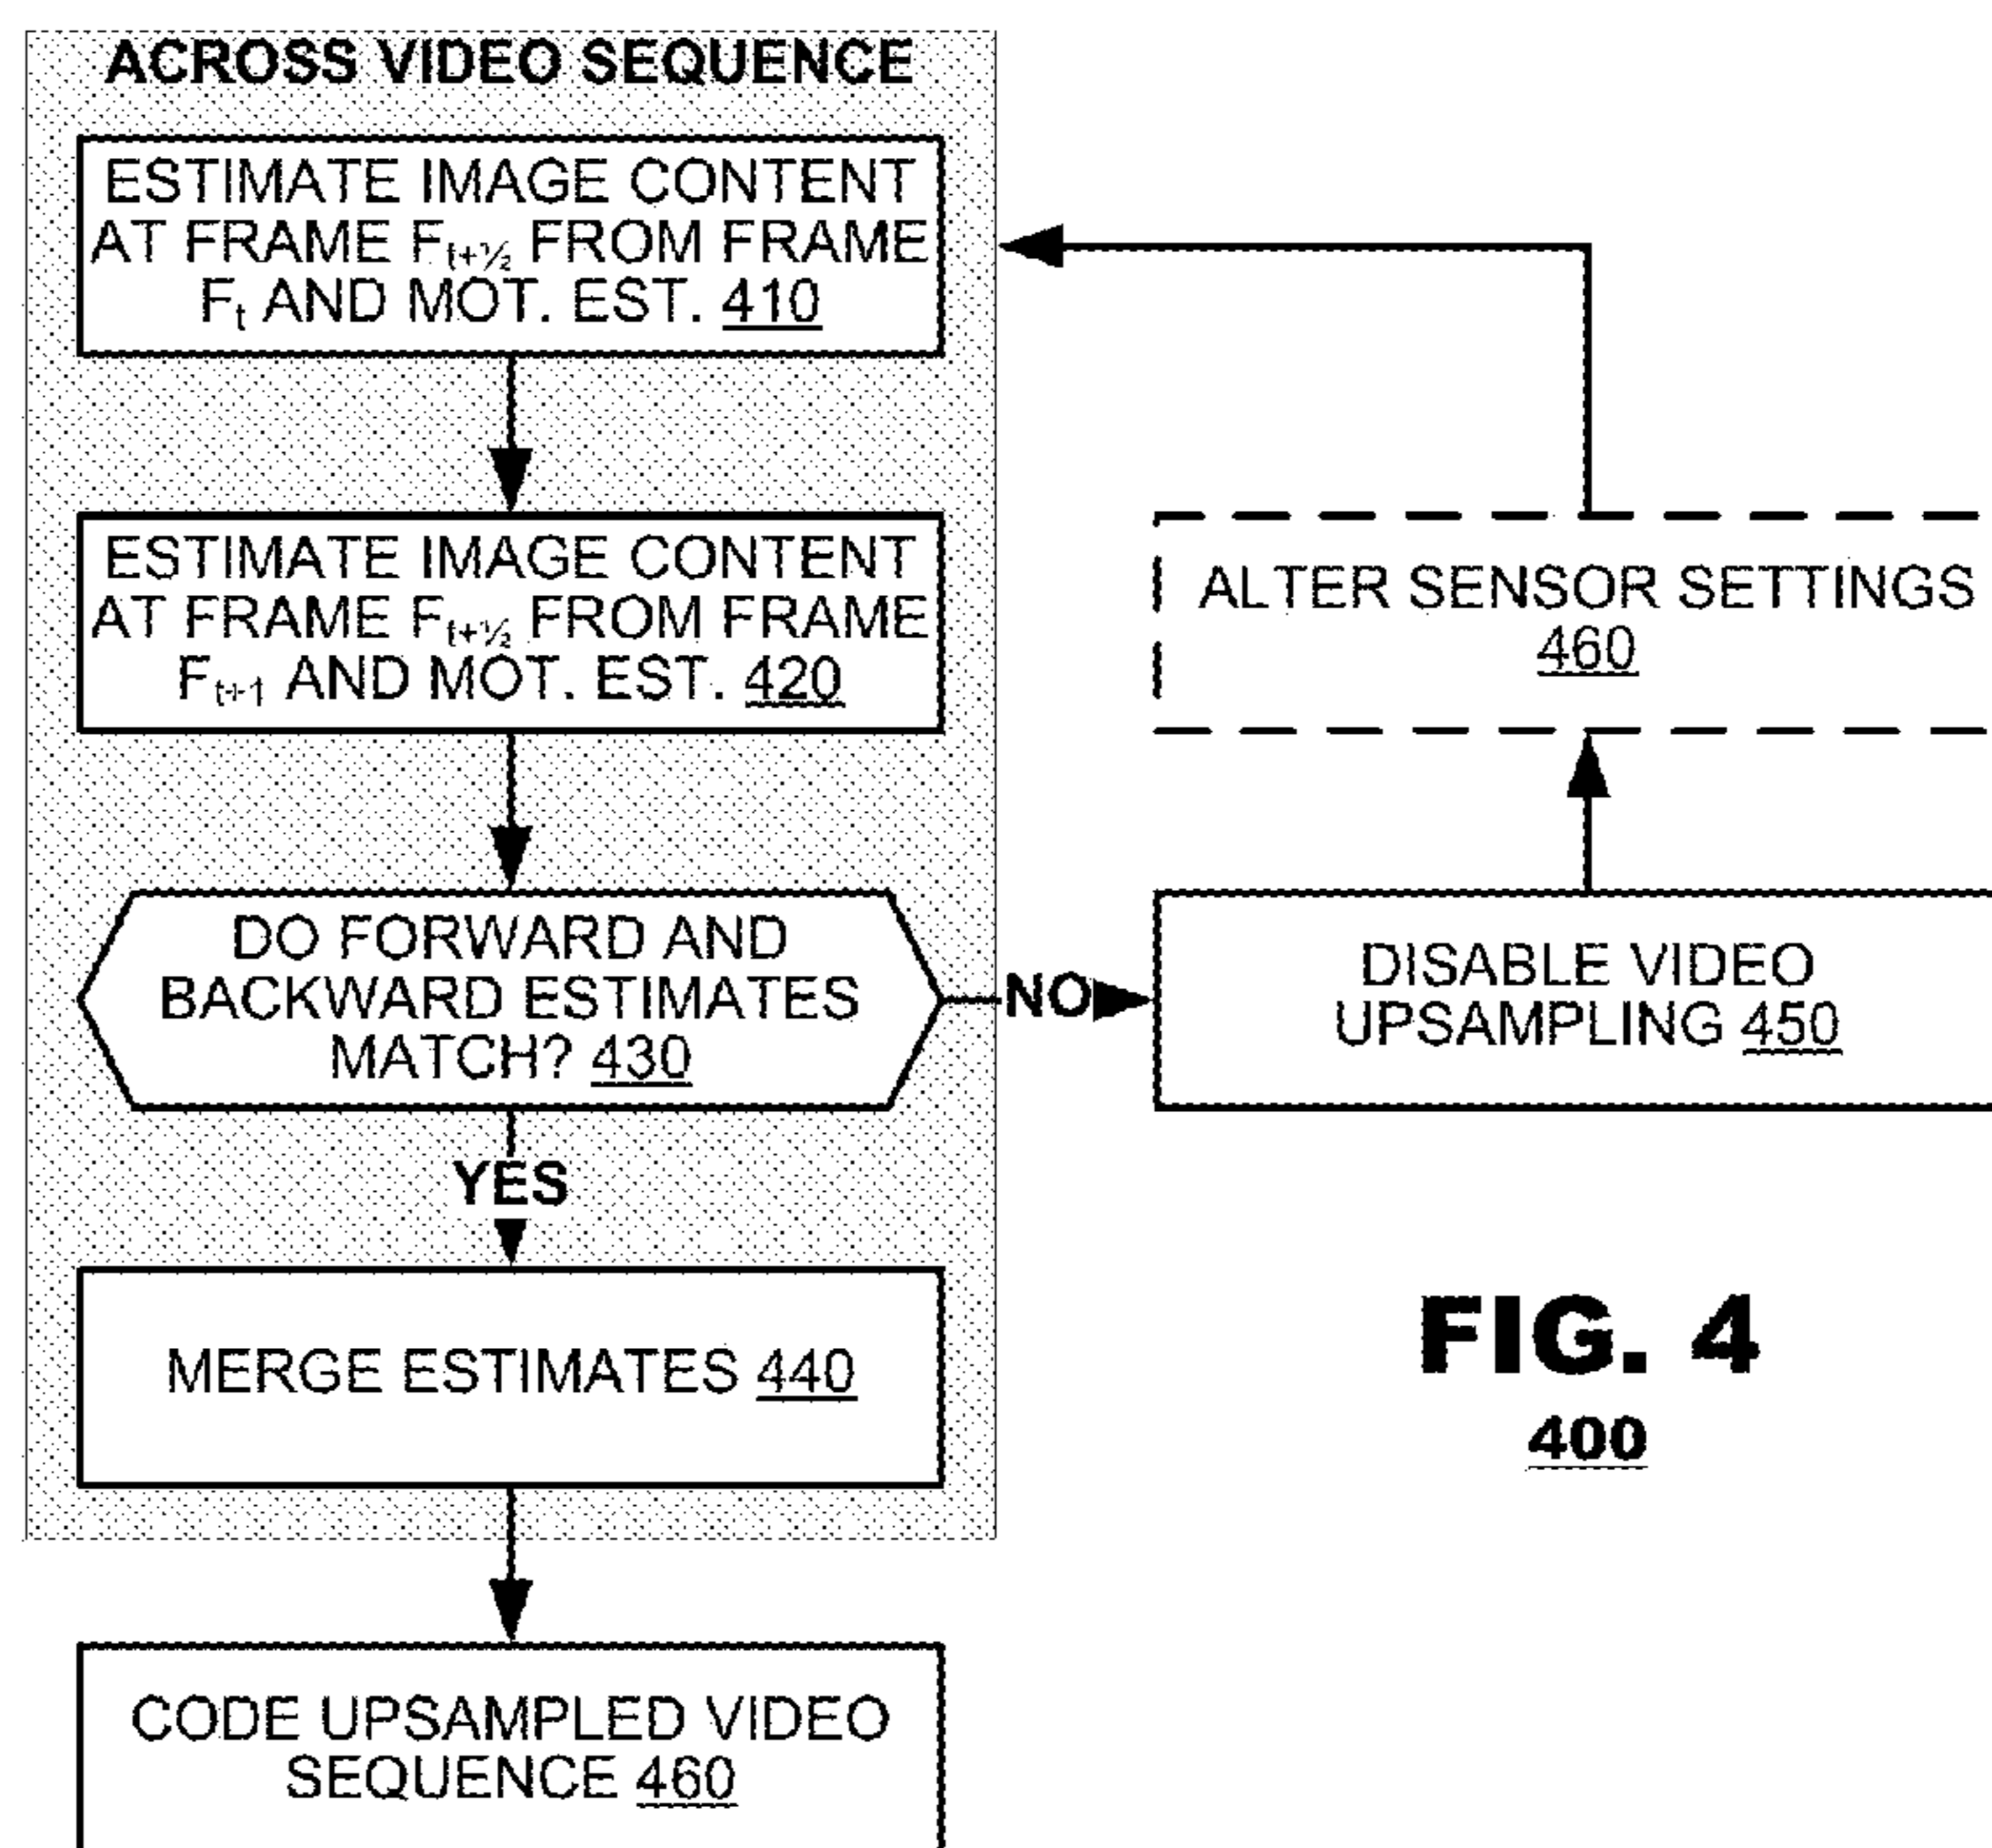 ACROSS VIDEO SEQUENCE
ESTIMATE IMAGE CONTENT
AT FRAME Ft+½ FROM FRAME
Ft AND MOT. EST. 410
ESTIMATE IMAGE CONTENT
AT FRAME Ft+½ FROM FRAME
Ft+1 AND MOT. EST. 420
DO FORWARD AND
BACKWARD ESTIMATES
MATCH? 430
NO
YES
MERGE ESTIMATES 440
CODE UPSAMPLED VIDEO
SEQUENCE 460
ALTER SENSOR SETTINGS
460
DISABLE VIDEO
UPSAMPLING 450
FIG. 4
400